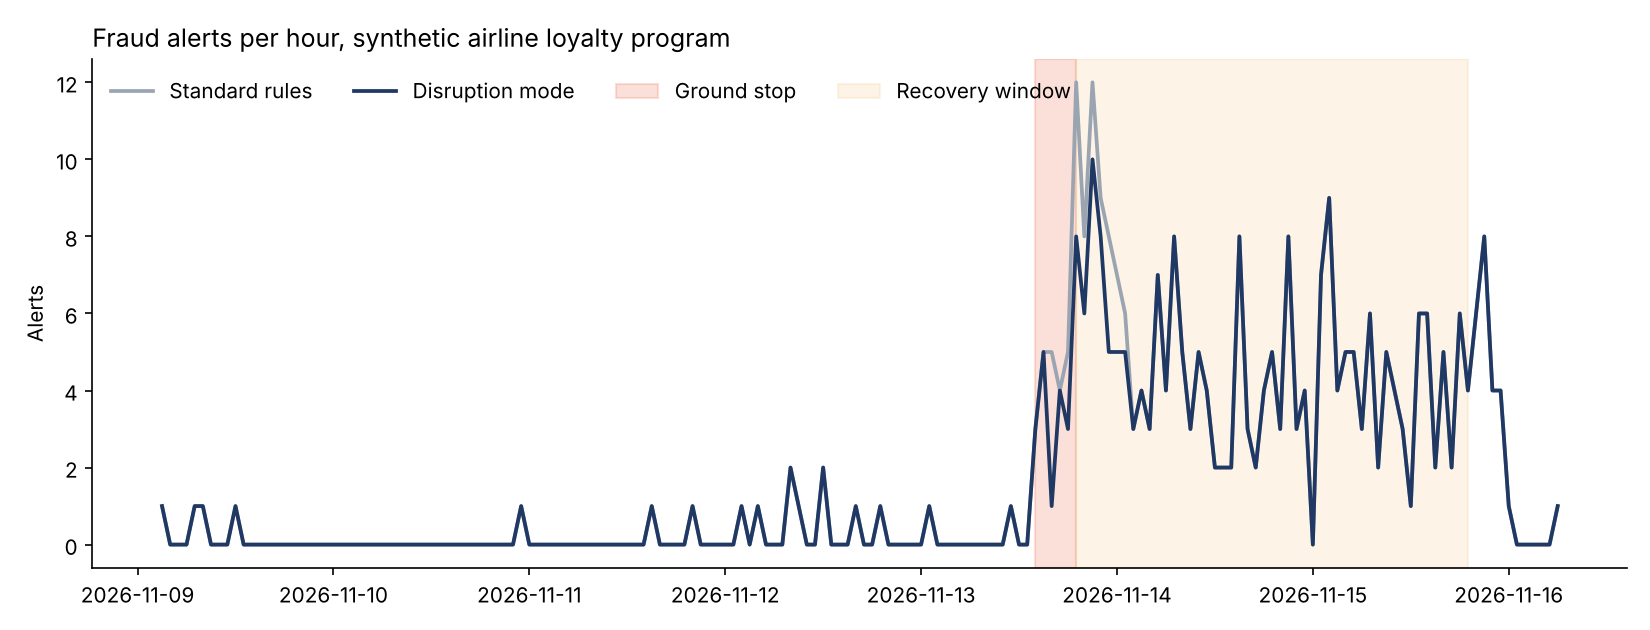 Fraud alerts per hour, synthetic airline loyalty program
Standard rules
Disruption mode
Ground stop
Recovery window
Alerts
12
10
8
6
4
2
0
2026-11-09
2026-11-10
2026-11-11
2026-11-12
2026-11-13
2026-11-14
2026-11-15
2026-11-16